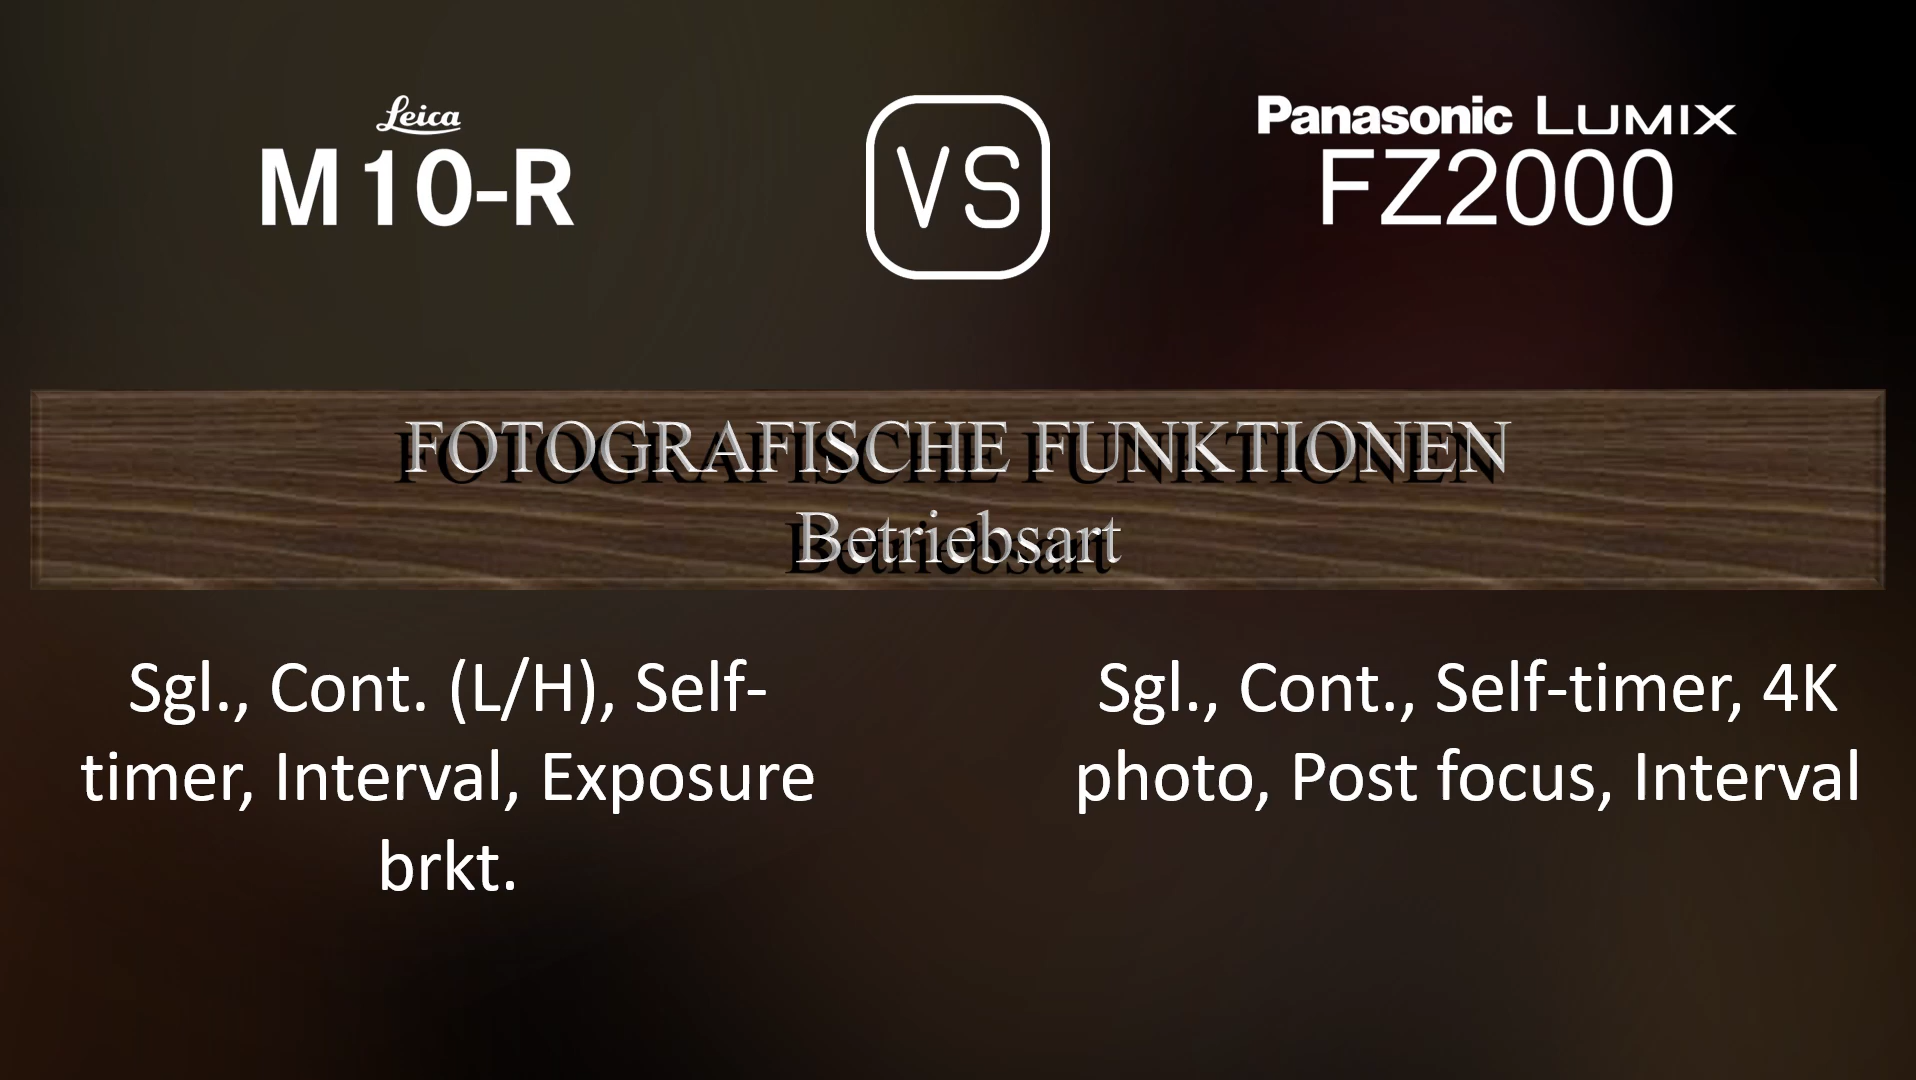 Leica
M10-R
VS
Panasonic LUMIX
FZ2000
FOTOGRAFISCHE FUNKTIONEN
Betriebsart
Sgl., Cont. (L/H), Self-
timer, Interval, Exposure
brkt.
Sgl., Cont., Self-timer, 4K
photo, Post focus, Interval